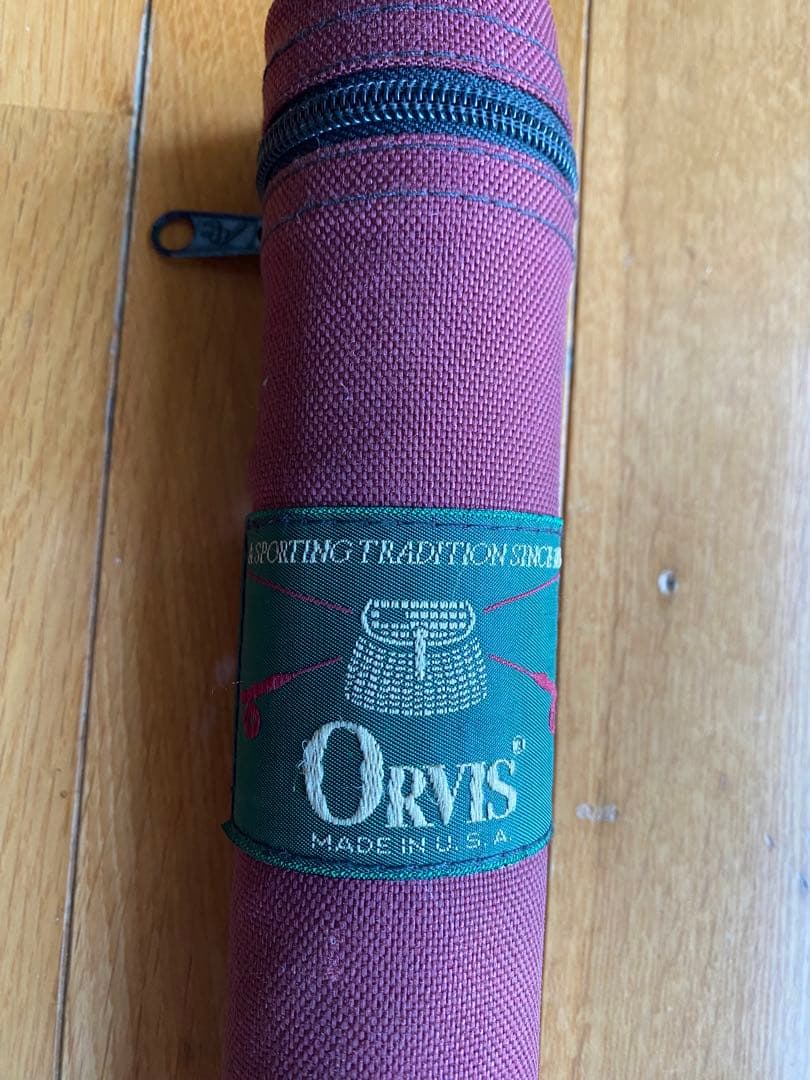 A SPORTING TRADITION SINCE
ORVIS®
MADE IN U.S.A.